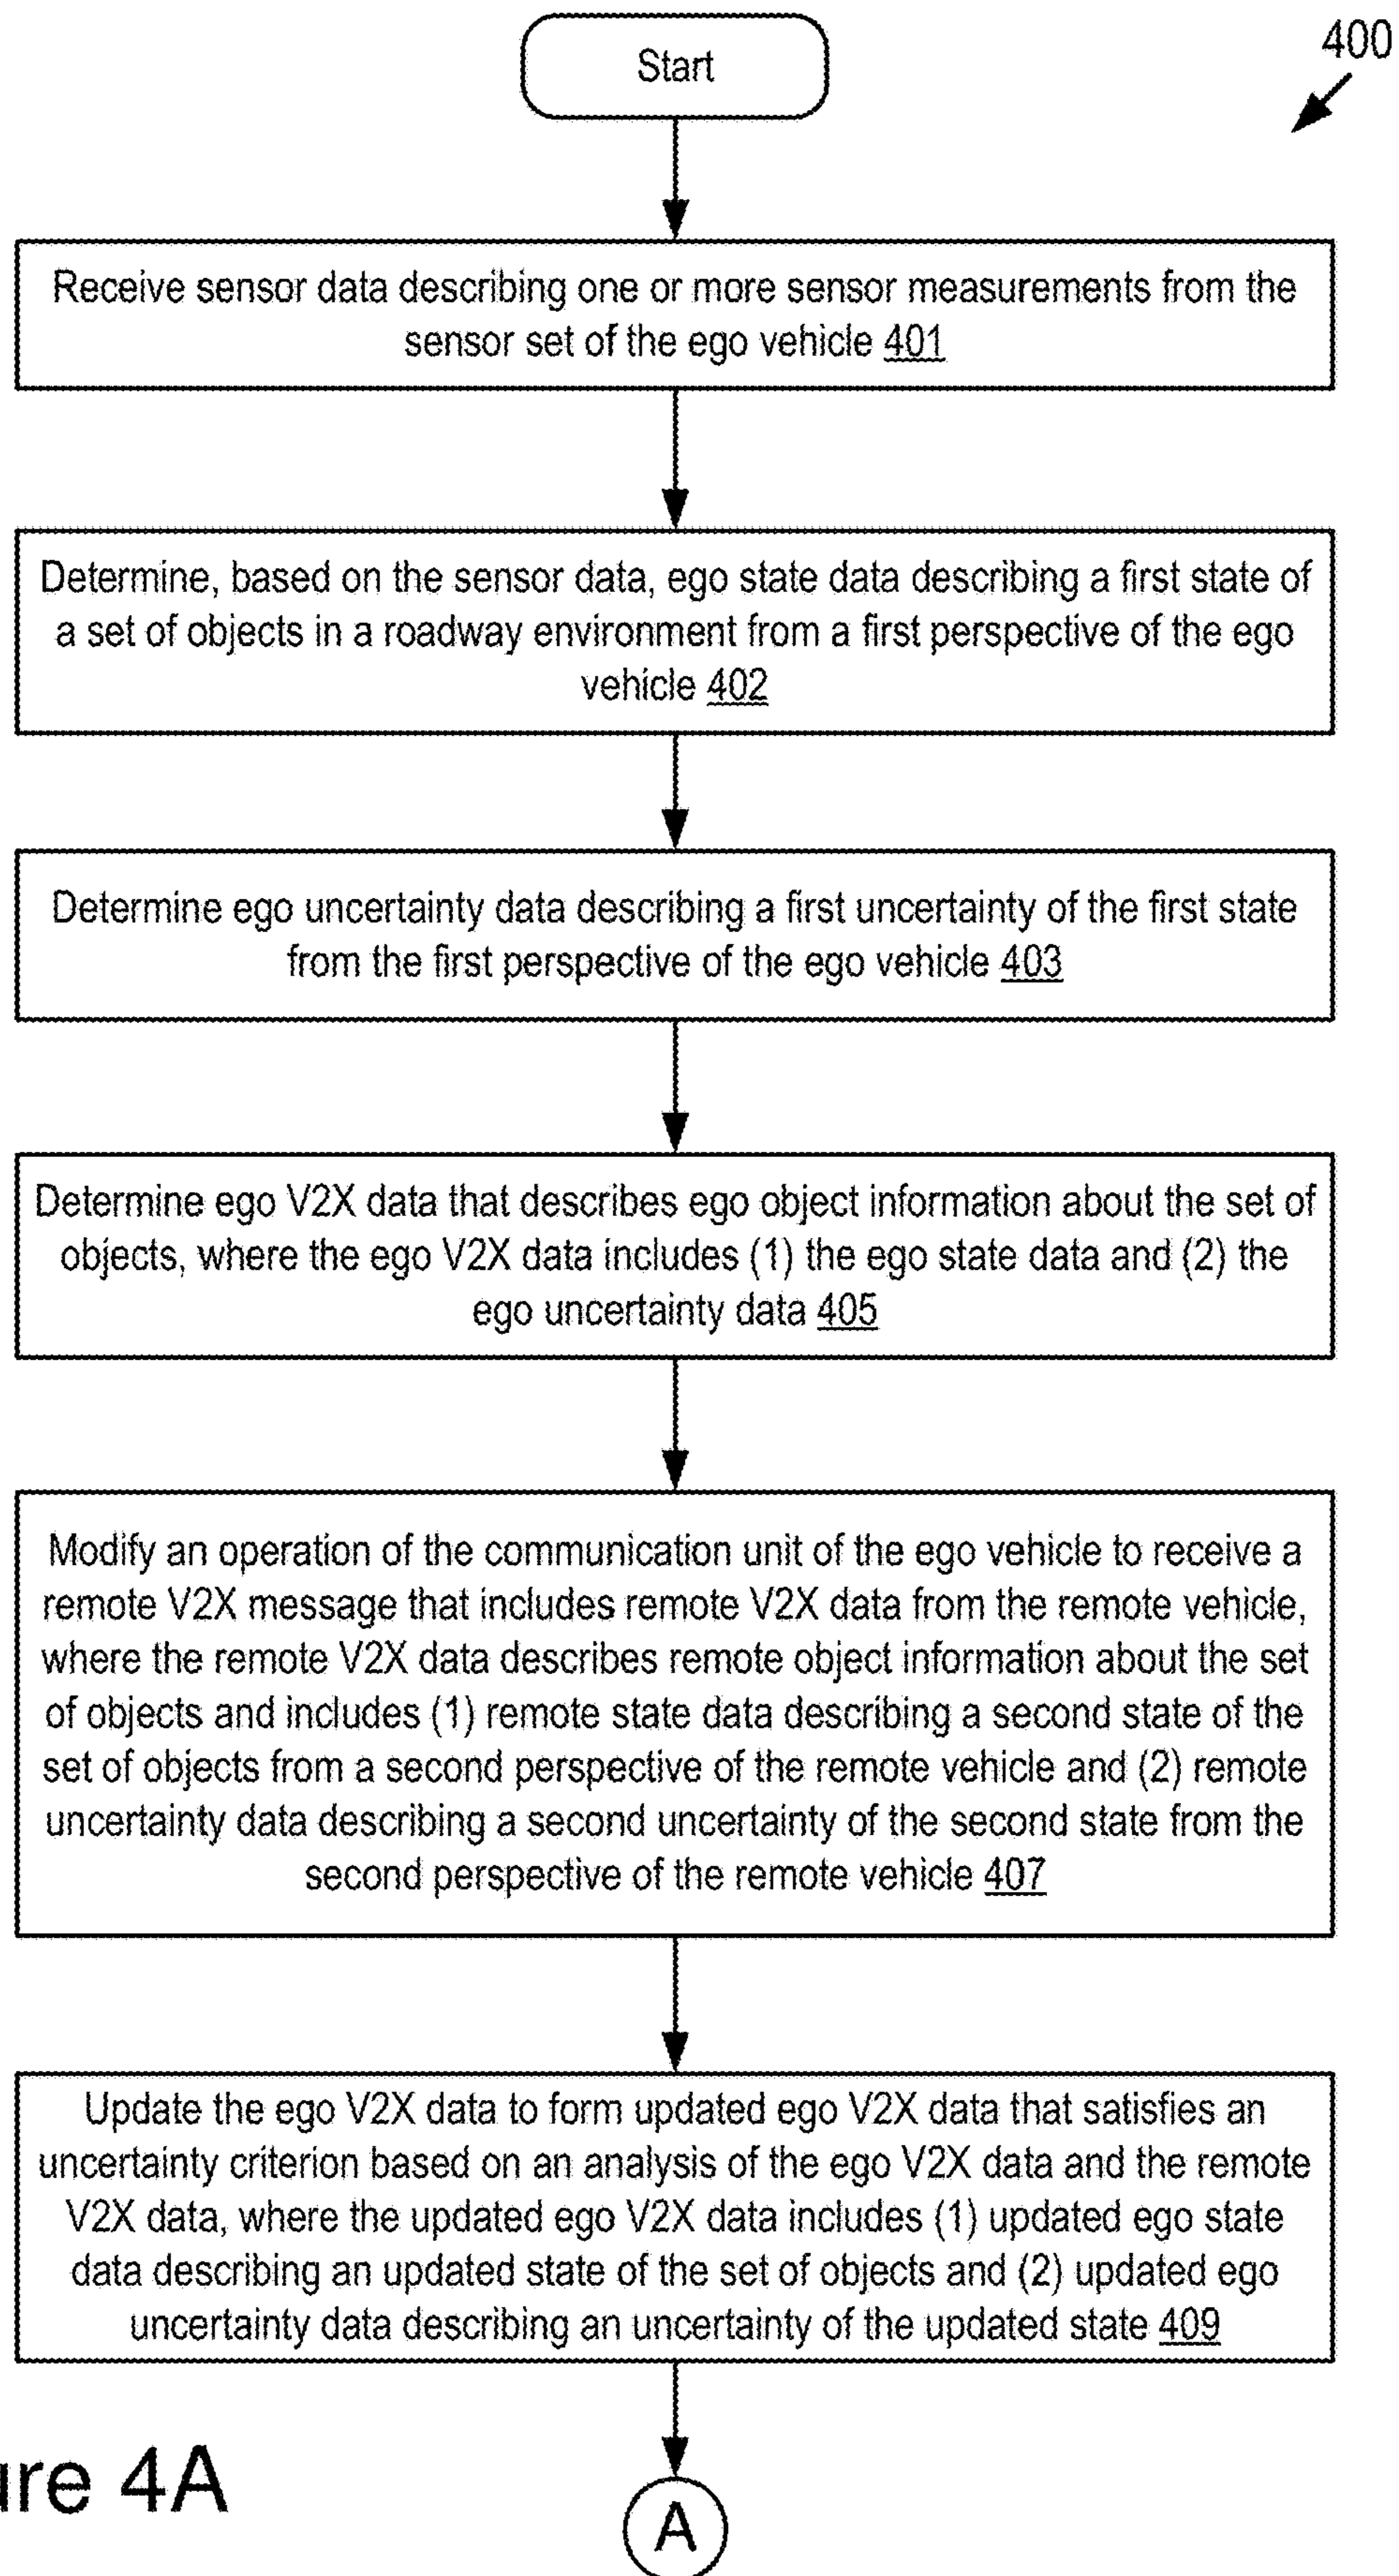 Start
400
Receive sensor data describing one or more sensor measurements from the
sensor set of the ego vehicle 401
Determine, based on the sensor data, ego state data describing a first state of
a set of objects in a roadway environment from a first perspective of the ego
vehicle 402
Determine ego uncertainty data describing a first uncertainty of the first state
from the first perspective of the ego vehicle 403
Determine ego V2X data that describes ego object information about the set of
objects, where the ego V2X data includes (1) the ego state data and (2) the
ego uncertainty data 405
Modify an operation of the communication unit of the ego vehicle to receive a
remote V2X message that includes remote V2X data from the remote vehicle,
where the remote V2X data describes remote object information about the set
of objects and includes (1) remote state data describing a second state of the
set of objects from a second perspective of the remote vehicle and (2) remote
uncertainty data describing a second uncertainty of the second state from the
second perspective of the remote vehicle 407
Update the ego V2X data to form updated ego V2X data that satisfies an
uncertainty criterion based on an analysis of the ego V2X data and the remote
V2X data, where the updated ego V2X data includes (1) updated ego state
data describing an updated state of the set of objects and (2) updated ego
uncertainty data describing an uncertainty of the updated state 409
ure 4A
A